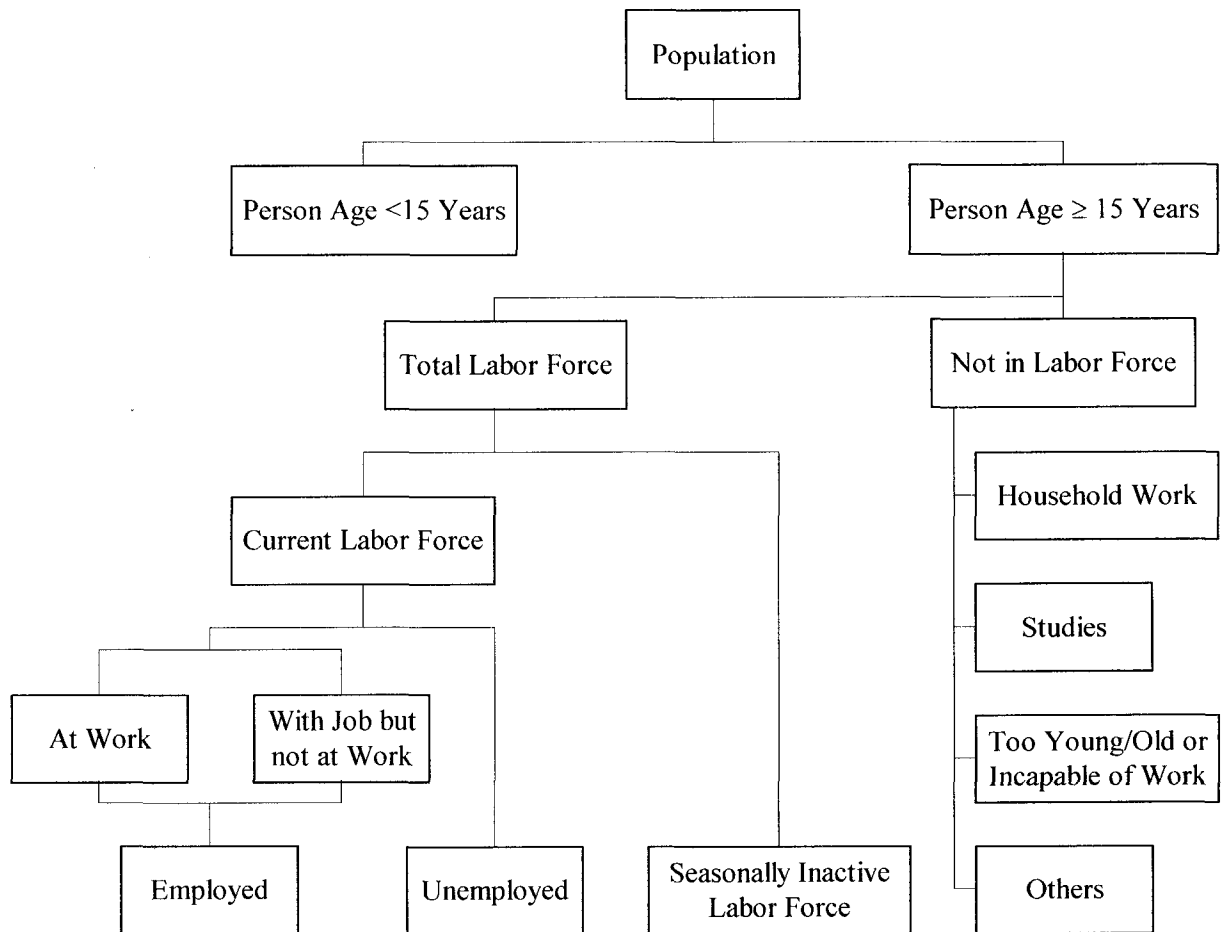 Population
Person Age <15 Years
Person Age ≥ 15 Years
Total Labor Force
Not in Labor Force
Household Work
Current Labor Force
Studies
At Work
With Job but
not at Work
Too Young/Old or
Incapable of Work
Employed
Unemployed
Seasonally Inactive
Labor Force
Others